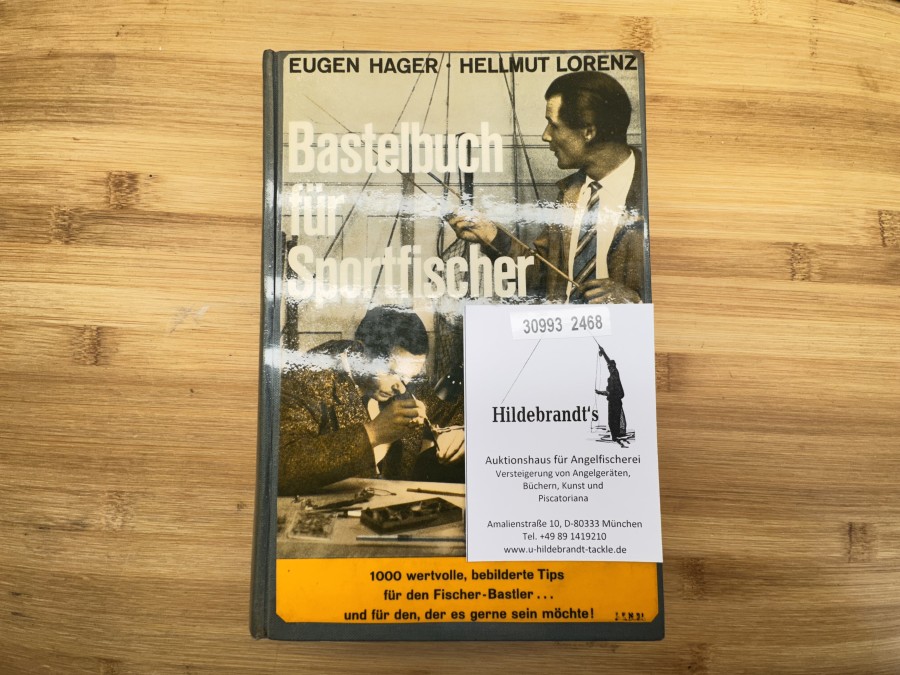 EUGEN HAGER · HELLMUT LORENZ
Bastelbuch
für
Sportfischer
30993 2468
Hildebrandt's
Auktionshaus für Angelfischerei
Versteigerung von Angelgeräten,
Büchern, Kunst und
Piscatoriana
Amalienstraße 10, D-80333 München
Tel. +49 89 1419210
www.u-hildebrandt-tackle.de
1000 wertvolle, bebilderte Tips
für den Fischer-Bastler...
und für den, der es gerne sein möchte!